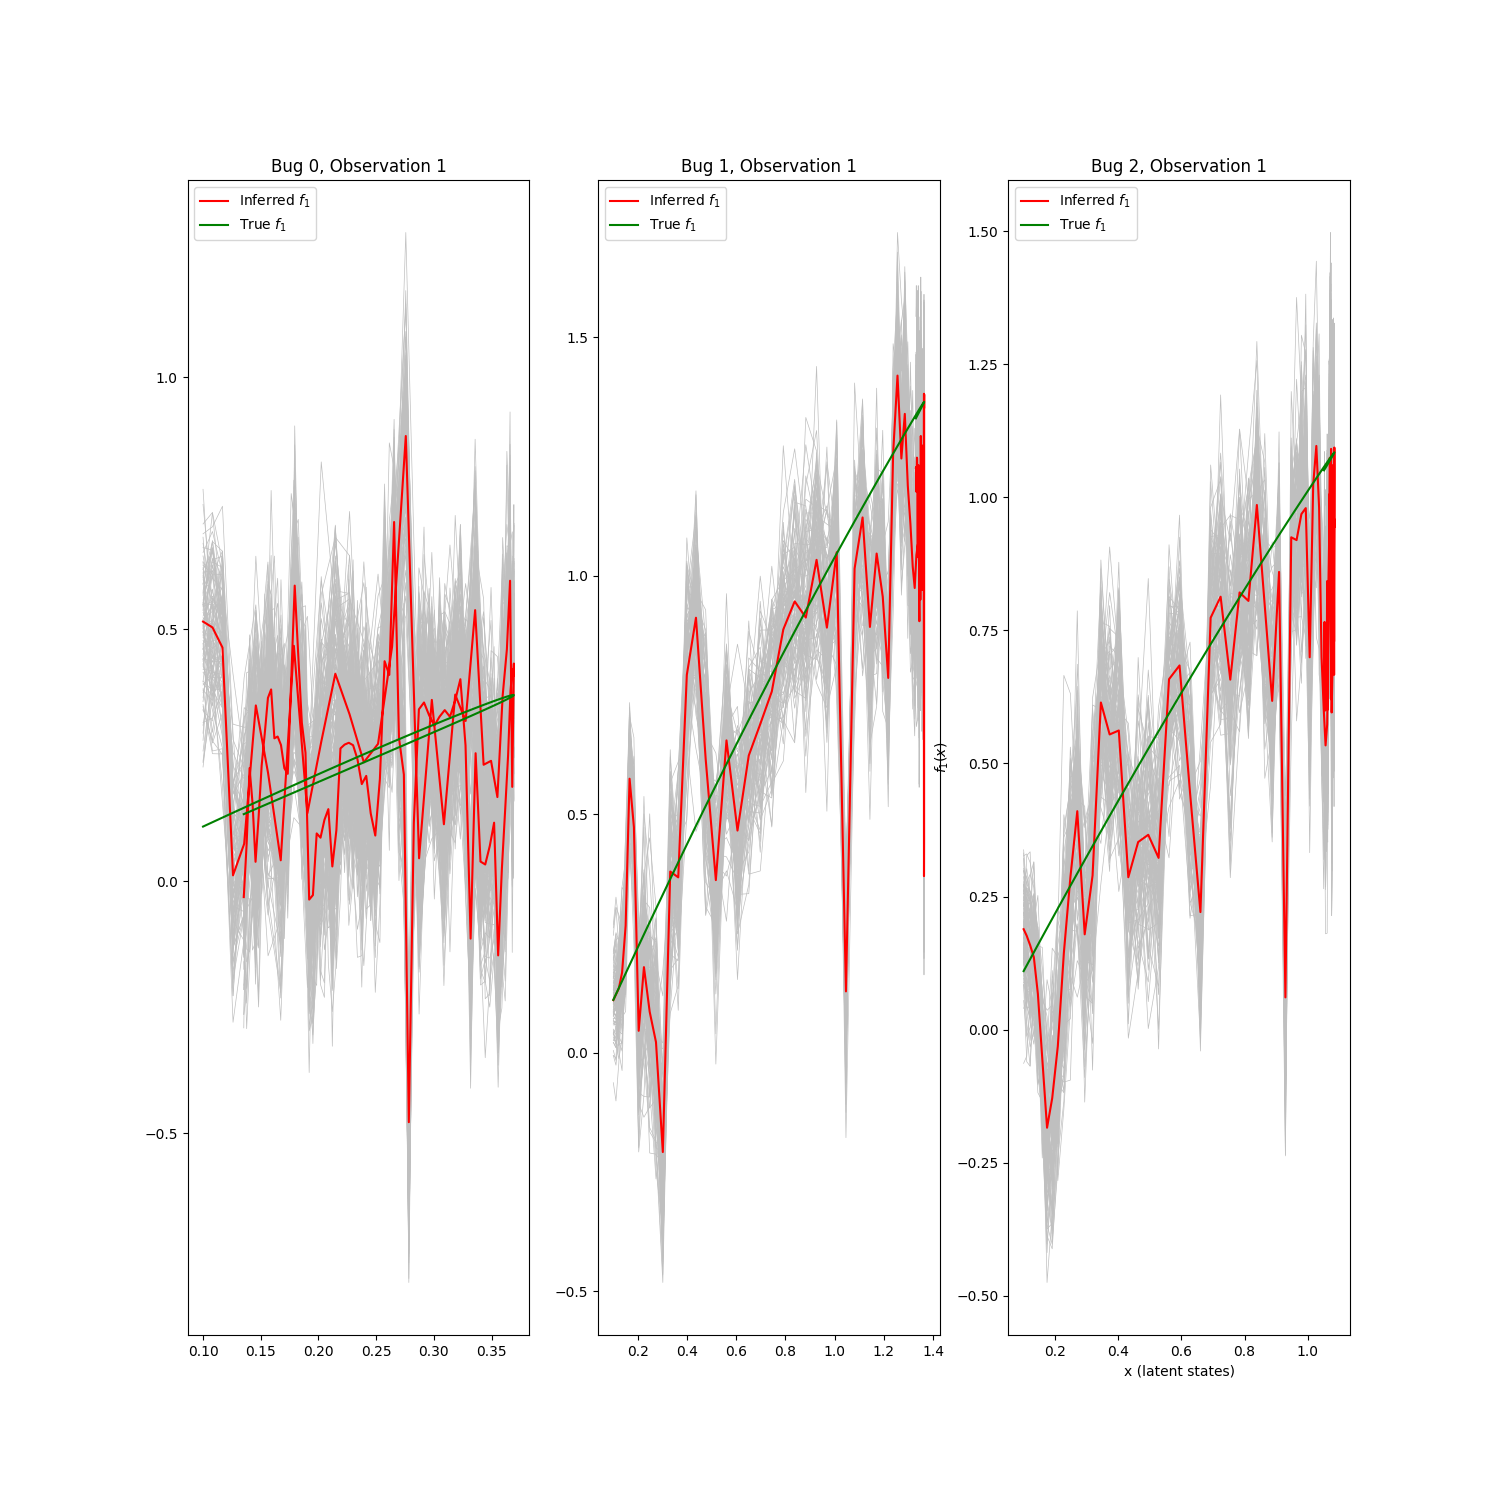 Bug 0, Observation 1
Inferred f₁
True f₁
1.0
0.5
0.0
−0.5
0.10 0.15 0.20 0.25 0.30 0.35
Bug 1, Observation 1
Inferred f₁
True f₁
1.5
1.0
0.5
0.0
−0.5
0.2 0.4 0.6 0.8 1.0 1.2 1.4
Bug 2, Observation 1
Inferred f₁
True f₁
f₁(x)
1.50
1.25
1.00
0.75
0.50
0.25
0.00
−0.25
−0.50
0.2 0.4 0.6 0.8 1.0
x (latent states)